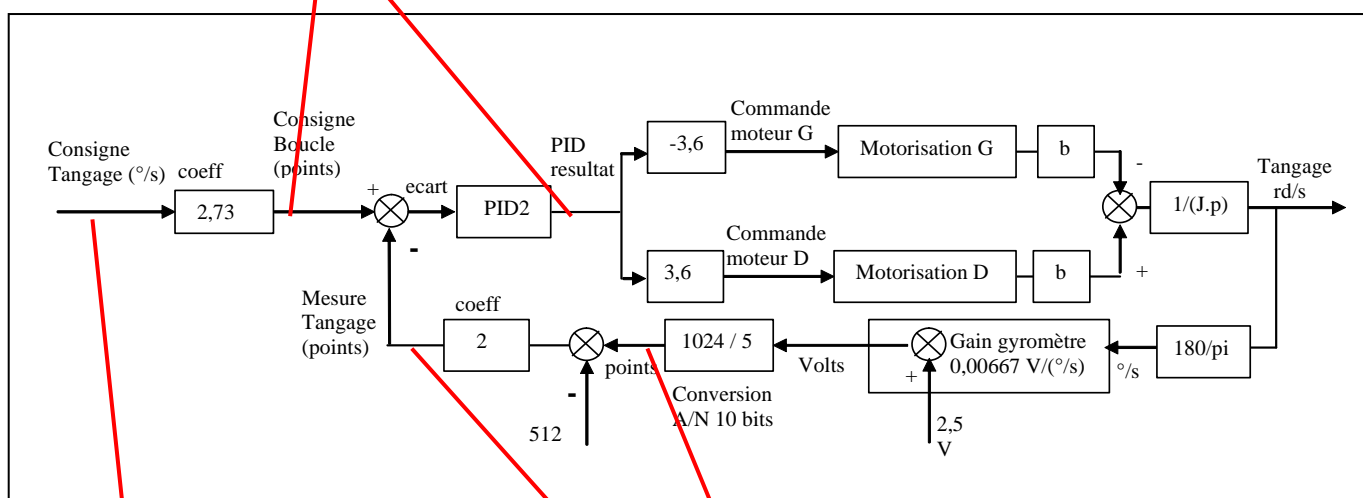 Consigne
Tangage (°/s)
coeff
2,73
Consigne
Boucle
(points)
+
-
ecart
PID2
PID
resultat
-3,6
Commande
moteur G
Motorisation G
b
-
3,6
Commande
moteur D
Motorisation D
b
+
1/(J.p)
Tangage
rd/s
Mesure
Tangage
(points)
coeff
2
-
512
points
1024 / 5
Conversion
A/N 10 bits
Volts
+
Gain gyromètre
0,00667 V/(°/s)
2,5
V
°/s
180/pi